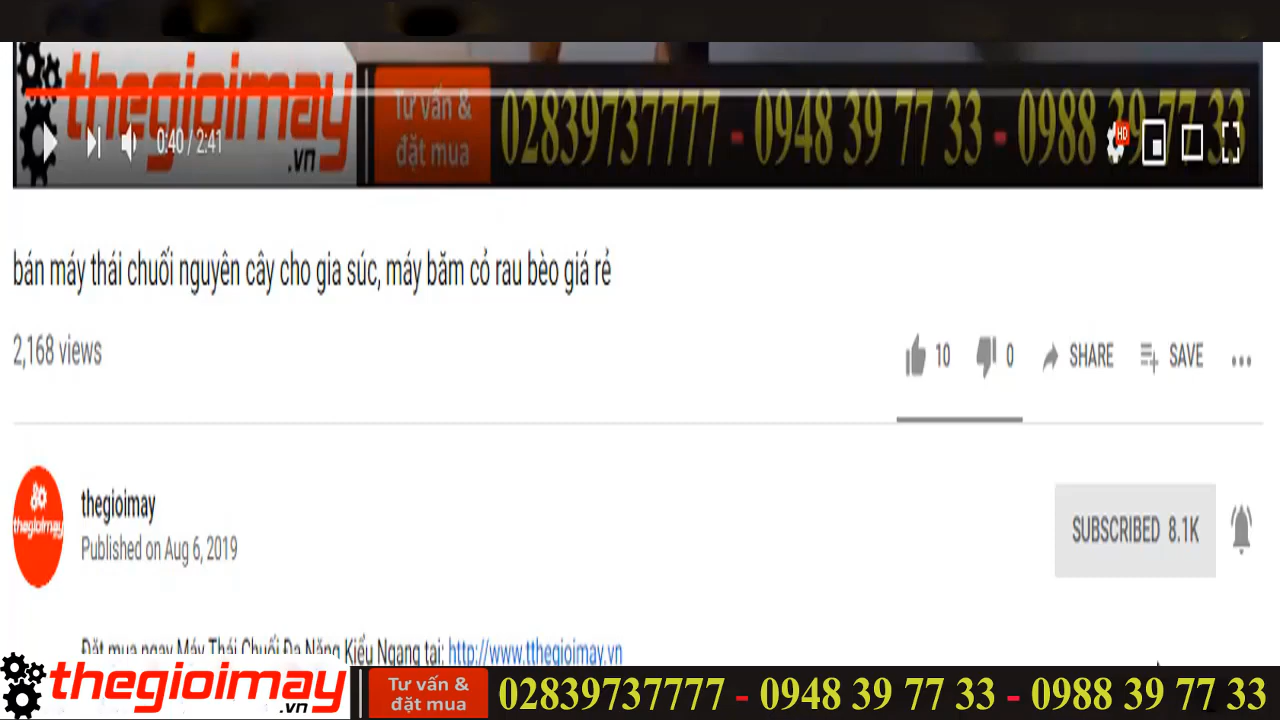 thegioimay
.vn
Tư vấn &
đặt mua
02839737777 - 0948 39 77 33 - 0988 39 77 33
0:40 / 2:41
HD
bán máy thái chuối nguyên cây cho gia súc, máy băm cỏ rau bèo giá rẻ
2,168 views
10 0 SHARE SAVE
thegioimay
thegioimay
Published on Aug 6, 2019
SUBSCRIBED 8.1K
Đặt mua ngay Máy Thái Chuối Đa Năng Kiểu Ngang tại: http://www.tthegioimay.vn
thegioimay
.vn
Tư vấn &
đặt mua
02839737777 - 0948 39 77 33 - 0988 39 77 33